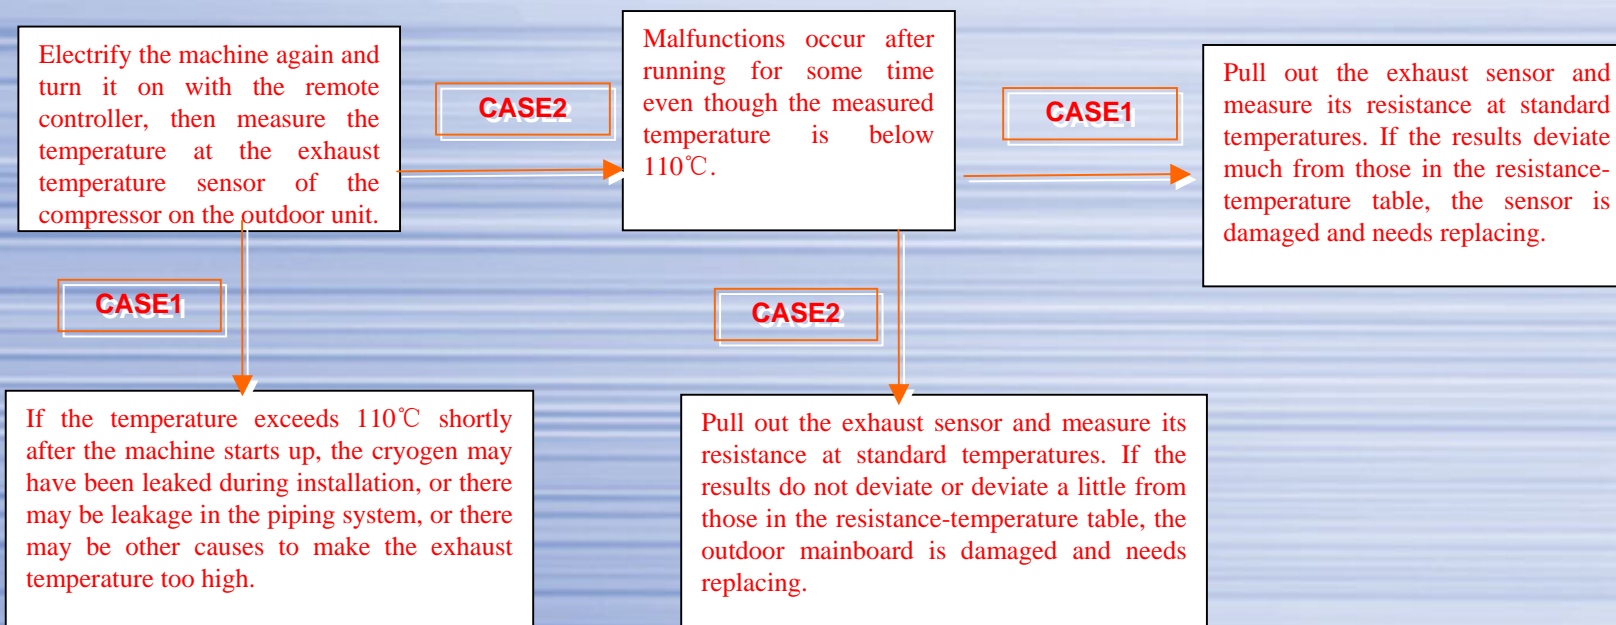 Electrify the machine again and
turn it on with the remote
controller, then measure the
temperature at the exhaust
temperature sensor of the
compressor on the outdoor unit.
CASE2
Malfunctions occur after
running for some time
even though the measured
temperature is below
110℃.
CASE1
Pull out the exhaust sensor and
measure its resistance at standard
temperatures. If the results deviate
much from those in the resistance-
temperature table, the sensor is
damaged and needs replacing.
CASE1
CASE2
If the temperature exceeds 110℃ shortly
after the machine starts up, the cryogen may
have been leaked during installation, or there
may be leakage in the piping system, or there
may be other causes to make the exhaust
temperature too high.
Pull out the exhaust sensor and measure its
resistance at standard temperatures. If the
results do not deviate or deviate a little from
those in the resistance-temperature table, the
outdoor mainboard is damaged and needs
replacing.